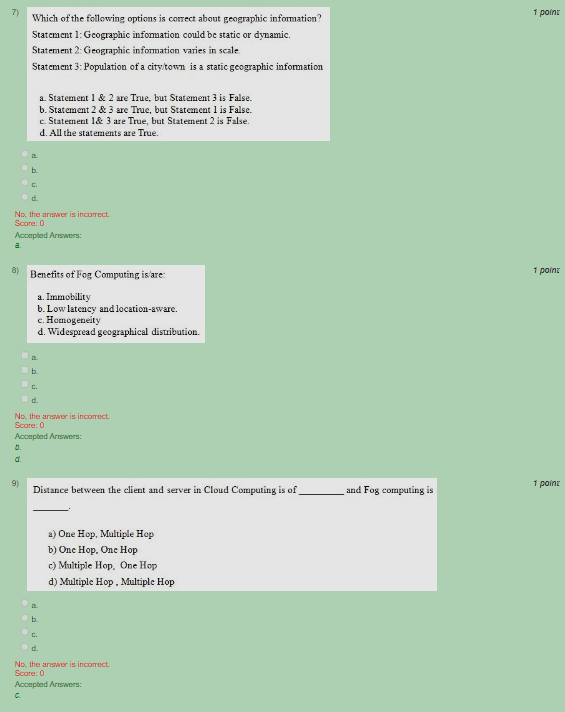 7)
1 point
Which of the following options is correct about geographic information?
Statement 1: Geographic information could be static or dynamic.
Statement 2: Geographic information varies in scale.
Statement 3: Population of a city/town is a static geographic information
a. Statement 1 & 2 are True, but Statement 3 is False.
b. Statement 2 & 3 are True, but Statement 1 is False.
c. Statement 1& 3 are True, but Statement 2 is False.
d. All the statements are True.
a.
b.
c.
d.
No, the answer is incorrect.
Score: 0
Accepted Answers:
a.
8)
1 point
Benefits of Fog Computing is/are:
a. Immobility
b. Low latency and location-aware.
c. Homogeneity
d. Widespread geographical distribution.
a.
b.
c.
d.
No, the answer is incorrect.
Score: 0
Accepted Answers:
b.
d.
9)
1 point
Distance between the client and server in Cloud Computing is of _________ and Fog computing is
_______.
a) One Hop, Multiple Hop
b) One Hop, One Hop
c) Multiple Hop, One Hop
d) Multiple Hop , Multiple Hop
a.
b.
c.
d.
No, the answer is incorrect.
Score: 0
Accepted Answers:
c.